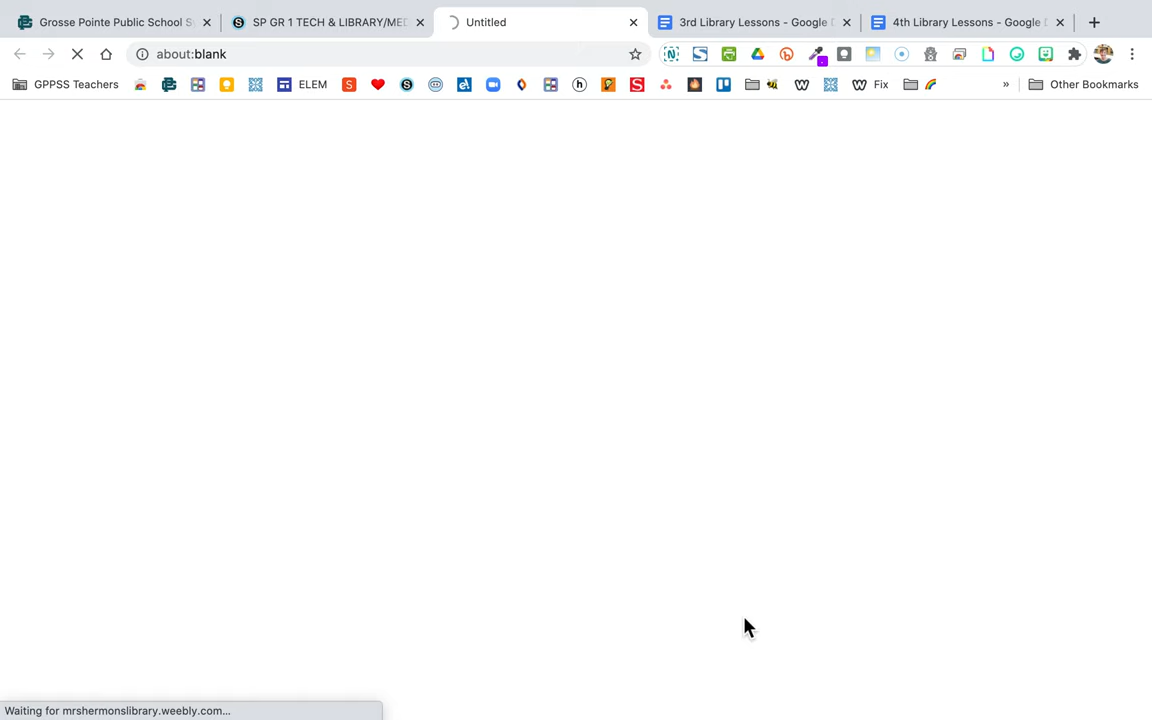 Grosse Pointe Public School S
SP GR 1 TECH & LIBRARY/MED
Untitled
3rd Library Lessons - Google D
4th Library Lessons - Google D
about:blank
GPPSS Teachers
ELEM
Fix
Other Bookmarks
Waiting for mrshermonslibrary.weebly.com...